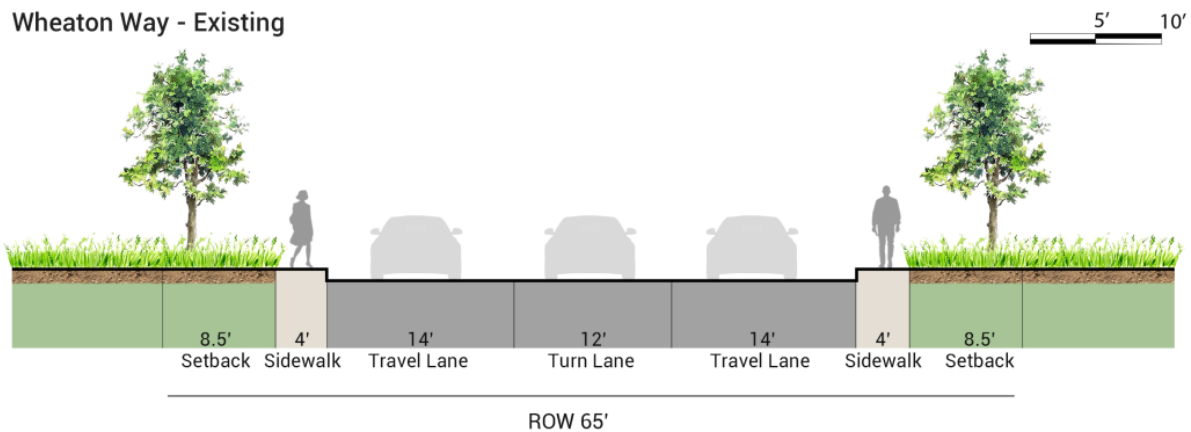 Wheaton Way - Existing
5' 10'
8.5' 4' 14' 12' 14' 4' 8.5'
Setback Sidewalk Travel Lane Turn Lane Travel Lane Sidewalk Setback
ROW 65'